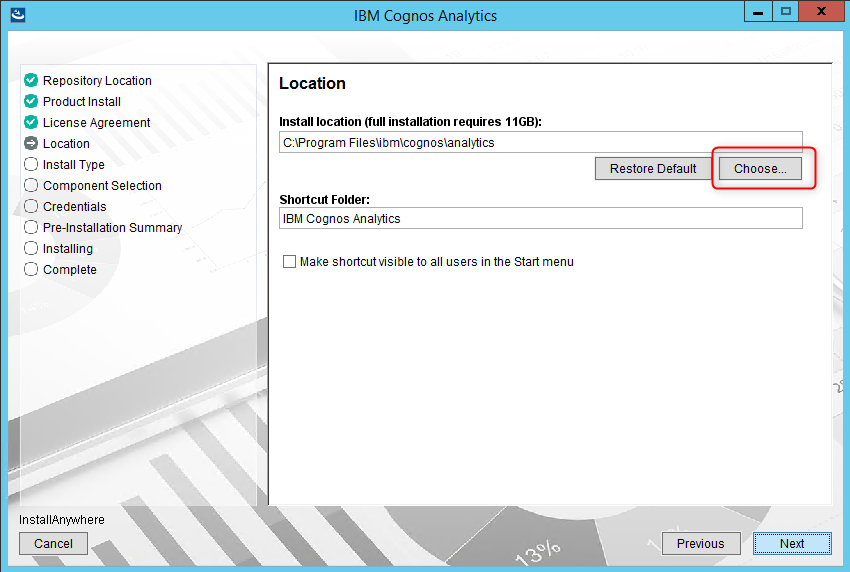 IBM Cognos Analytics
Repository Location
Product Install
License Agreement
Location
Install Type
Component Selection
Credentials
Pre-Installation Summary
Installing
Complete
Location
Install location (full installation requires 11GB):
C:\Program Files\ibm\cognos\analytics
Restore Default
Choose...
Shortcut Folder:
IBM Cognos Analytics
Make shortcut visible to all users in the Start menu
13%
InstallAnywhere
Cancel
Previous
Next